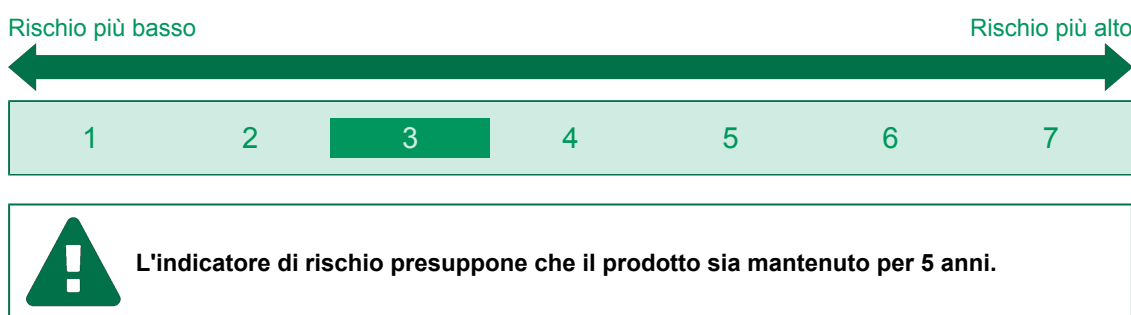 Rischio più basso Rischio più alto
1 2 3 4 5 6 7
L'indicatore di rischio presuppone che il prodotto sia mantenuto per 5 anni.